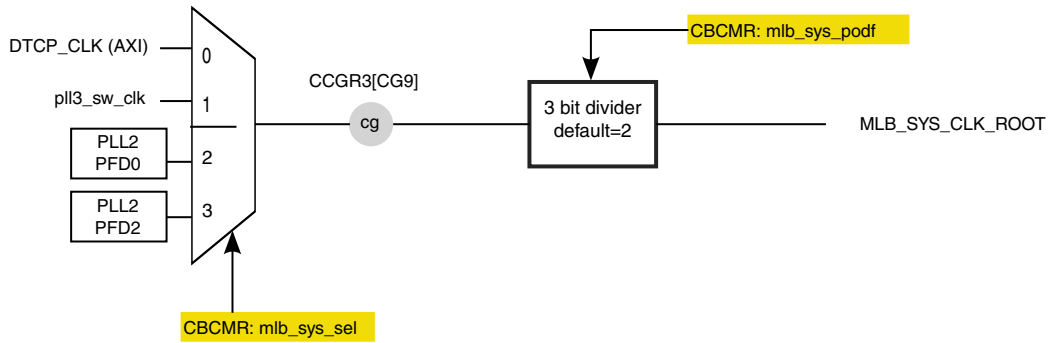 CBCMR: mlb_sys_podf
DTCP_CLK (AXI)
0
CCGR3[CG9]
pll3_sw_clk
1
cg
3 bit divider
default=2
MLB_SYS_CLK_ROOT
PLL2
PFD0
2
PLL2
PFD2
3
CBCMR: mlb_sys_sel